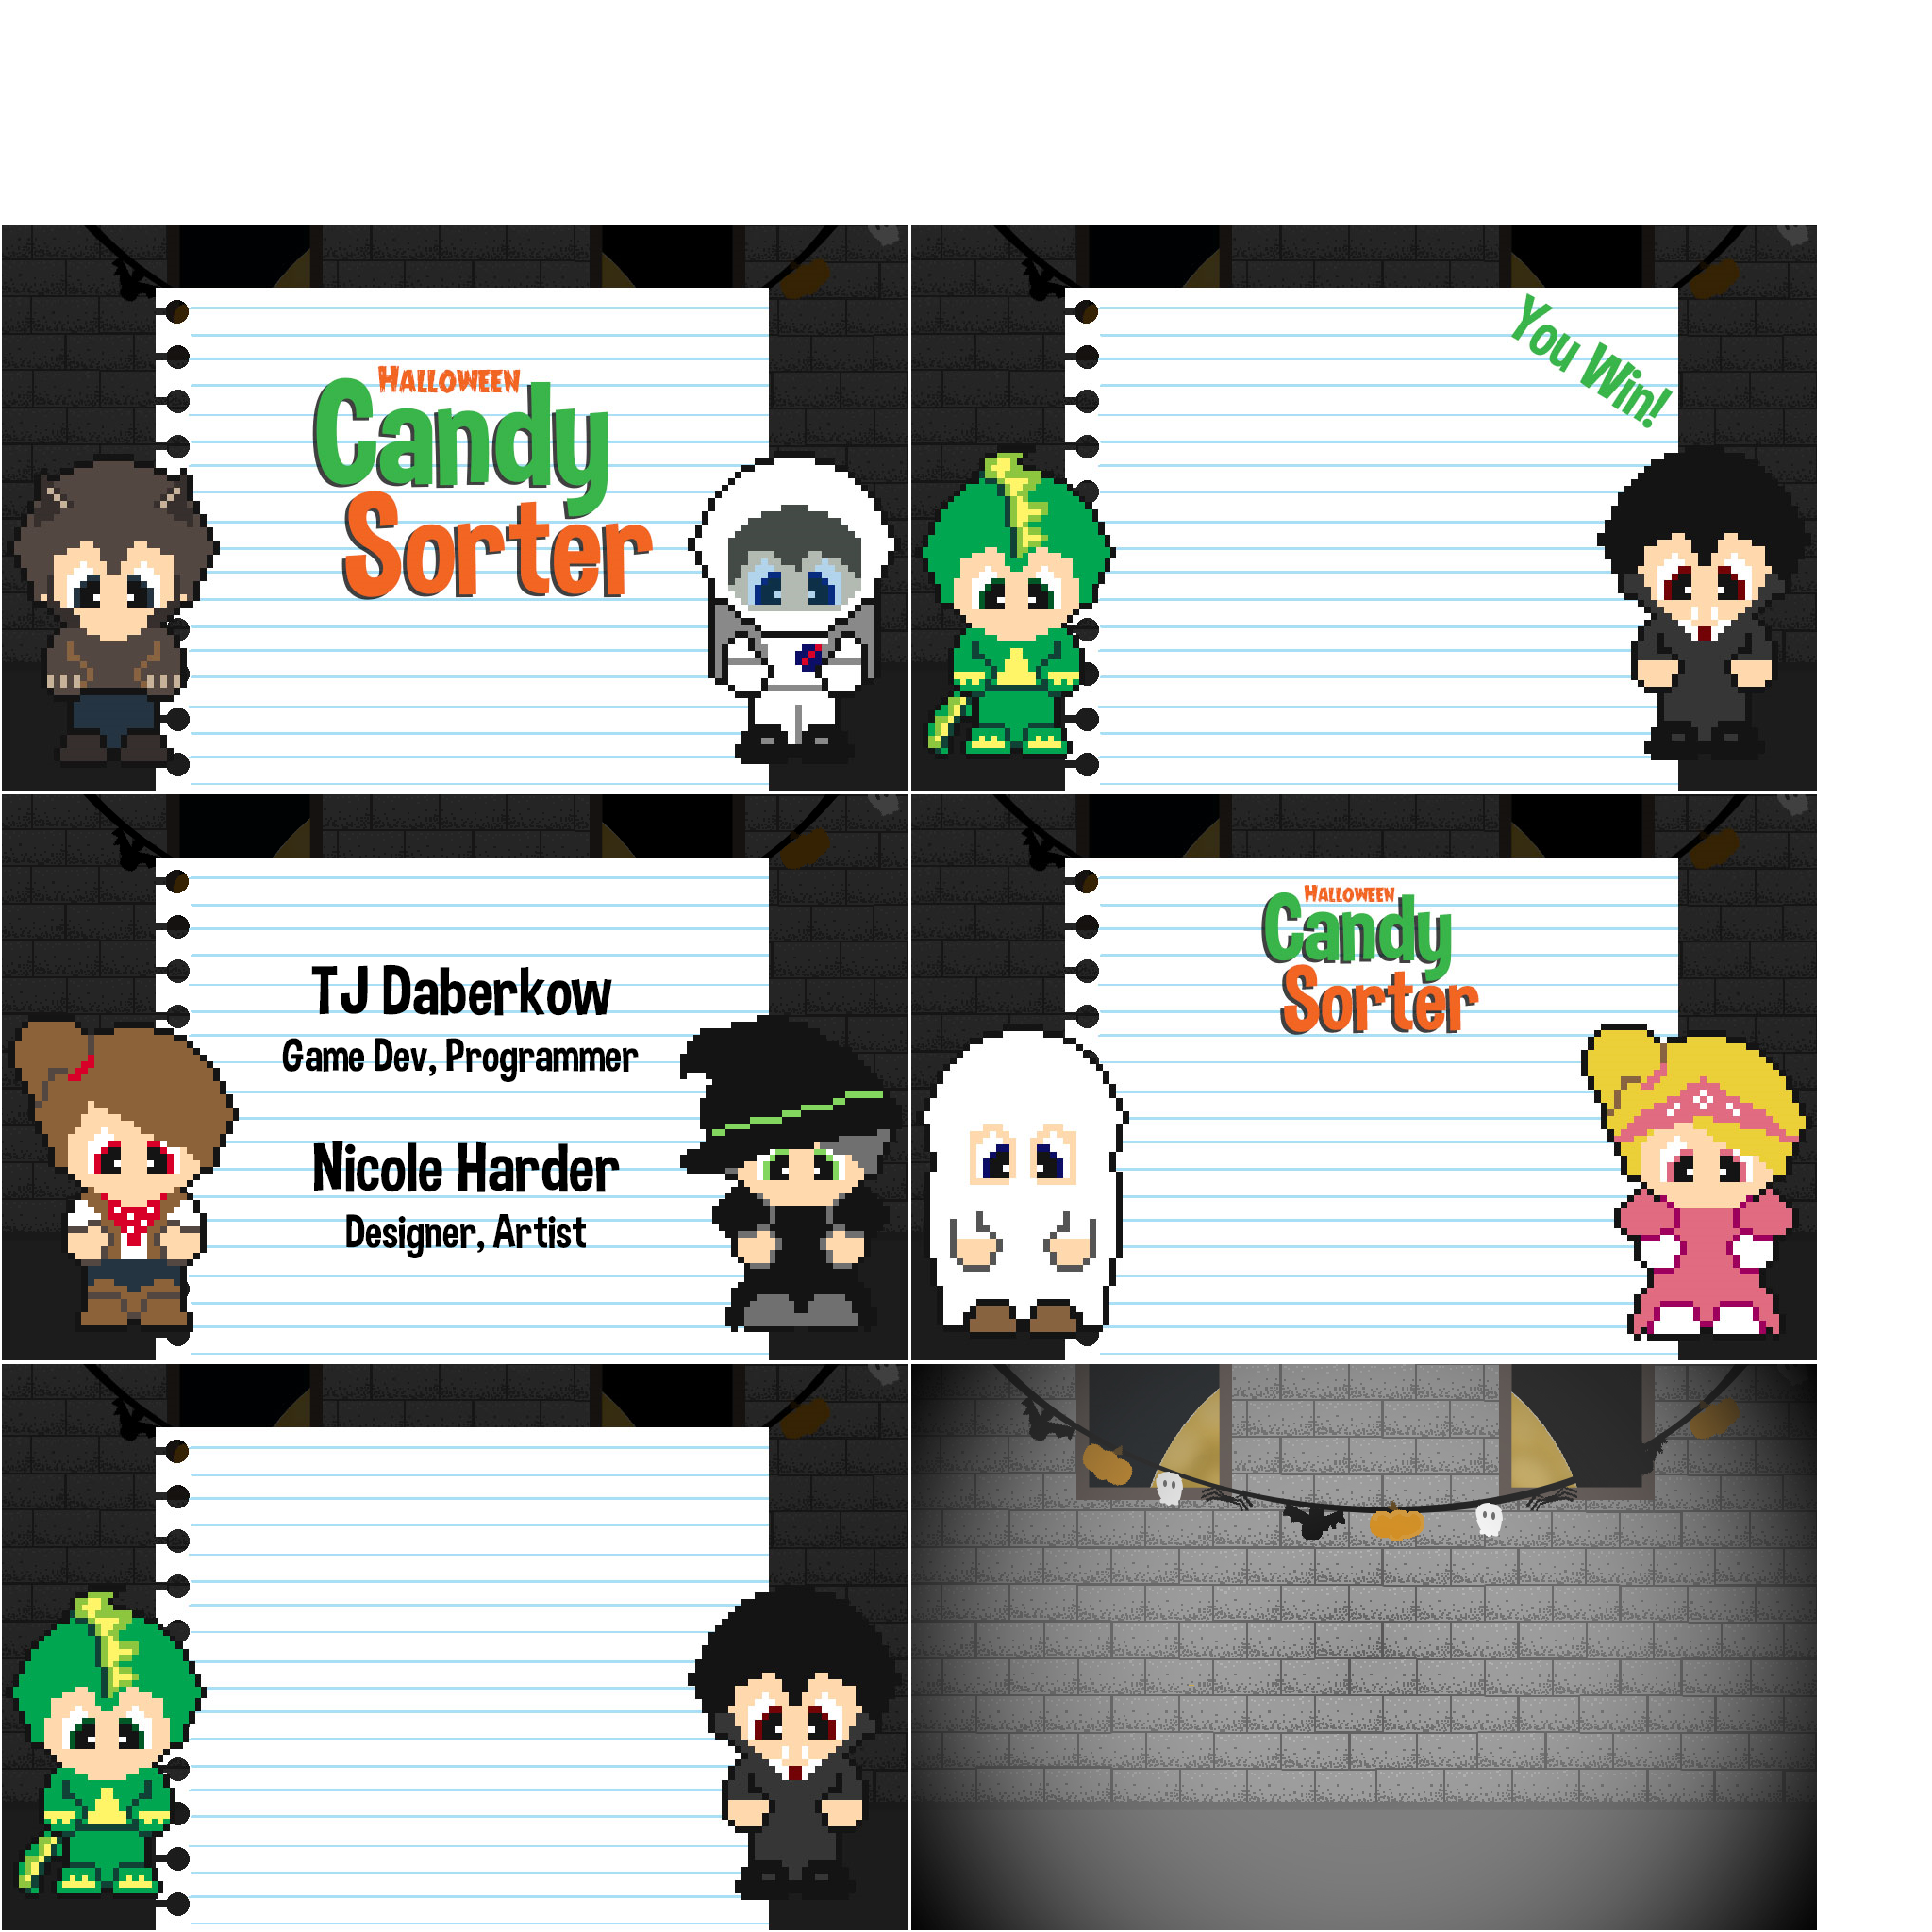 HALLOWEEN
Candy
Sorter
You Win!
TJ Daberkow
Game Dev, Programmer
Nicole Harder
Designer, Artist
HALLOWEEN
Candy
Sorter